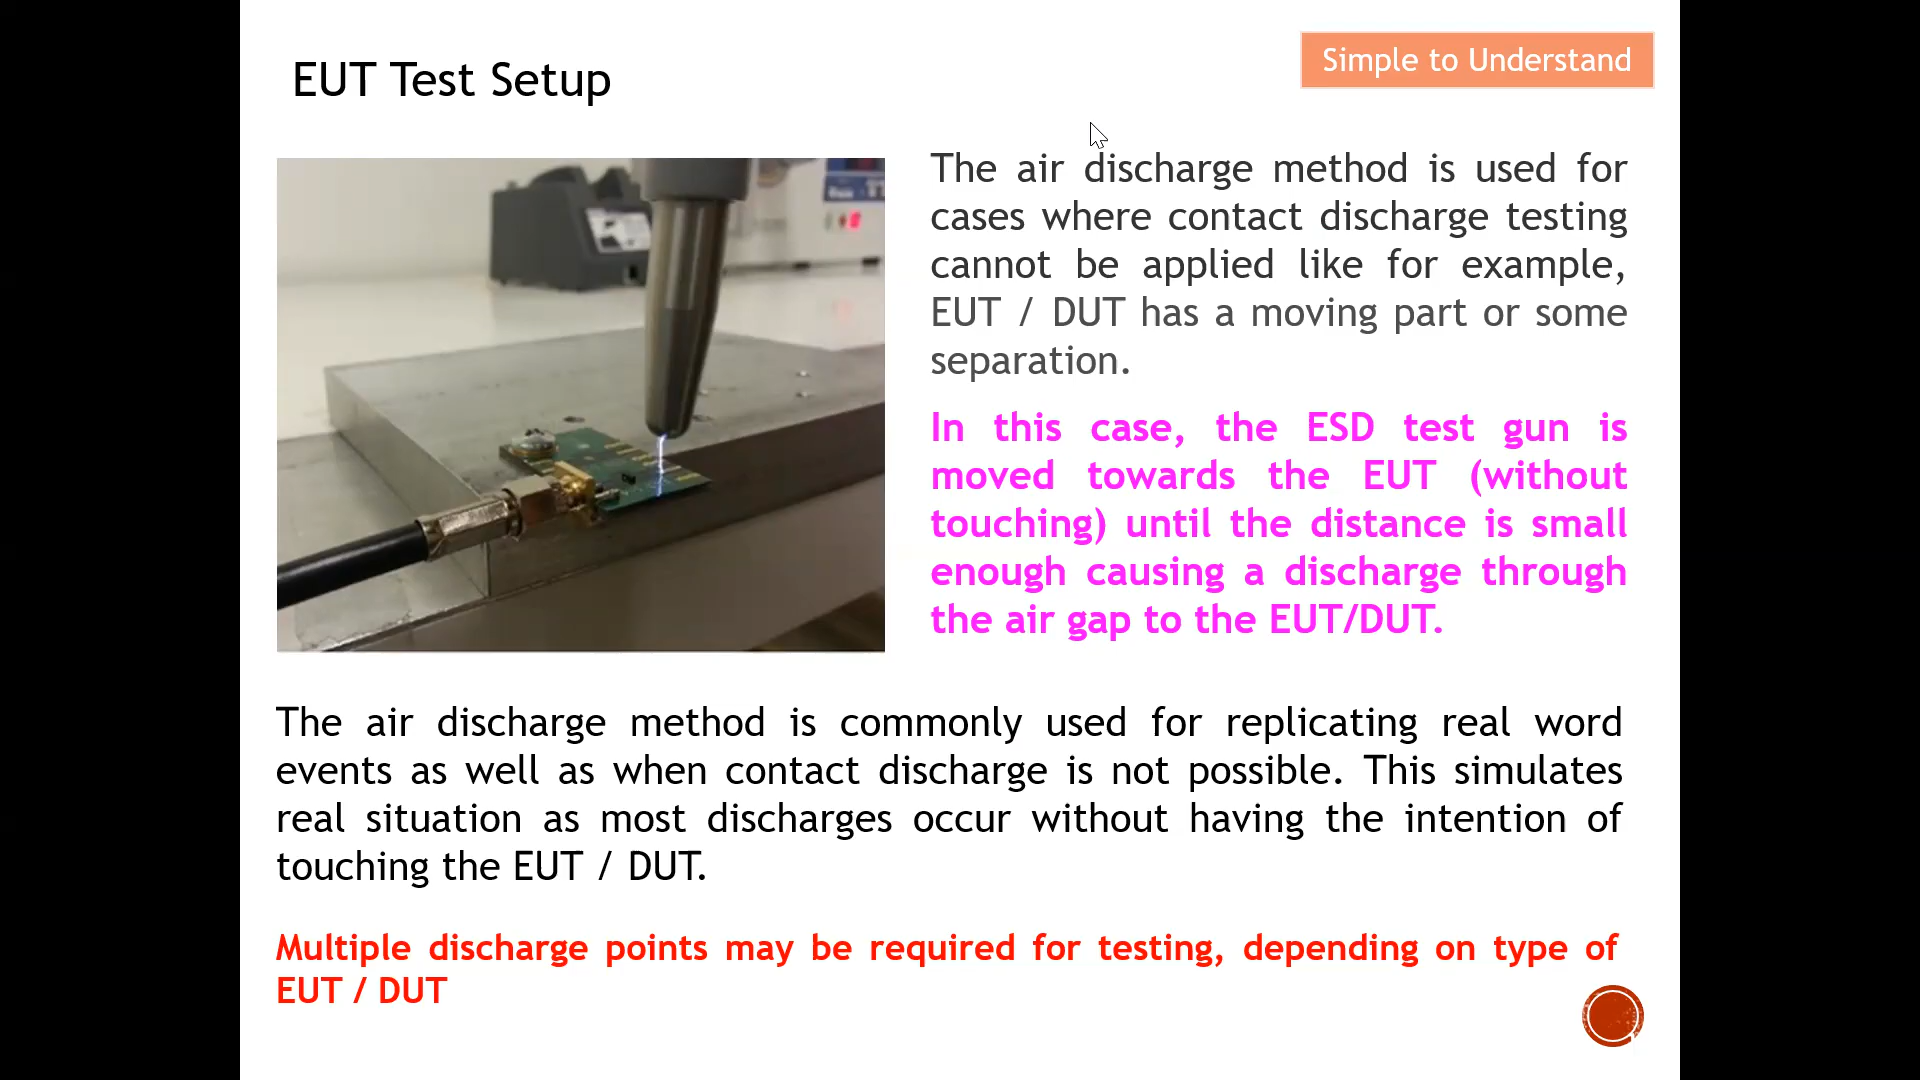 EUT Test Setup
Simple to Understand
The air discharge method is used for
cases where contact discharge testing
cannot be applied like for example,
EUT / DUT has a moving part or some
separation.
In this case, the ESD test gun is
moved towards the EUT (without
touching) until the distance is small
enough causing a discharge through
the air gap to the EUT/DUT.
The air discharge method is commonly used for replicating real word
events as well as when contact discharge is not possible. This simulates
real situation as most discharges occur without having the intention of
touching the EUT / DUT.
Multiple discharge points may be required for testing, depending on type of
EUT / DUT